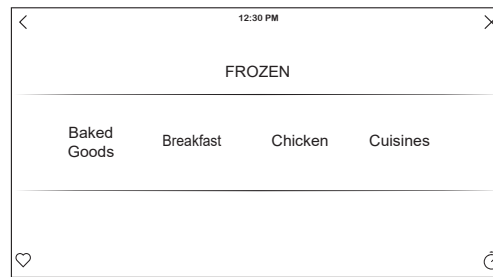 12:30 PM
FROZEN
Baked
Goods
Breakfast
Chicken
Cuisines